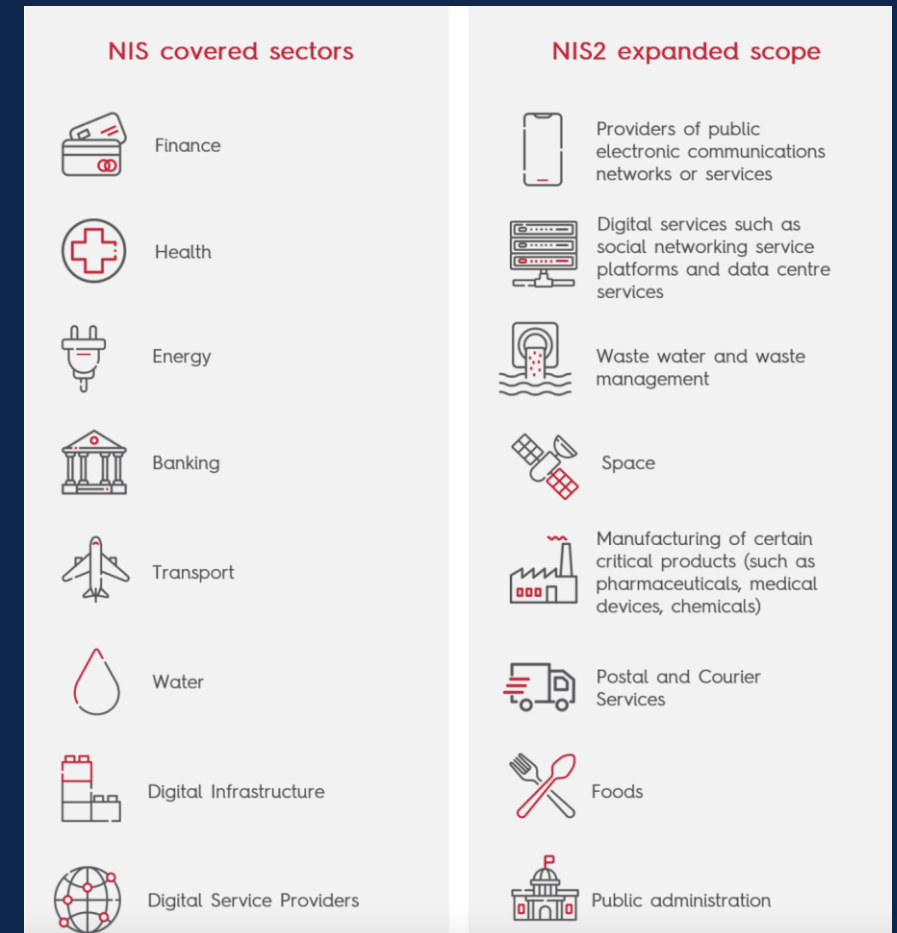 NIS covered sectors
Finance
Health
Energy
Banking
Transport
Water
Digital Infrastructure
Digital Service Providers
NIS2 expanded scope
Providers of public
electronic communications
networks or services
Digital services such as
social networking service
platforms and data centre
services
Waste water and waste
management
Space
Manufacturing of certain
critical products (such as
pharmaceuticals, medical
devices, chemicals)
Postal and Courier
Services
Foods
Public administration